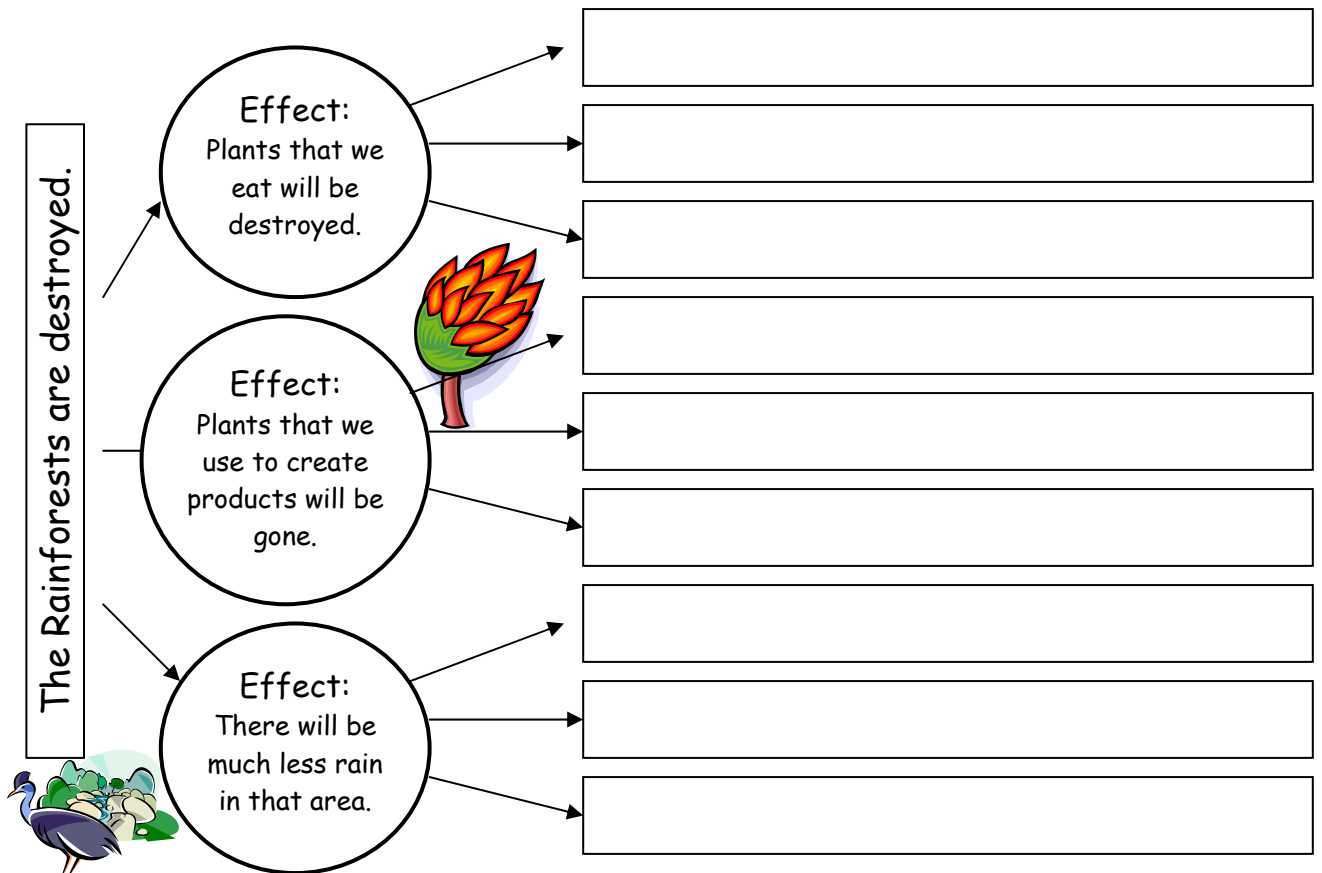 The Rainforests are destroyed.
Effect:
Plants that we
eat will be
destroyed.
Effect:
Plants that we
use to create
products will be
gone.
Effect:
There will be
much less rain
in that area.